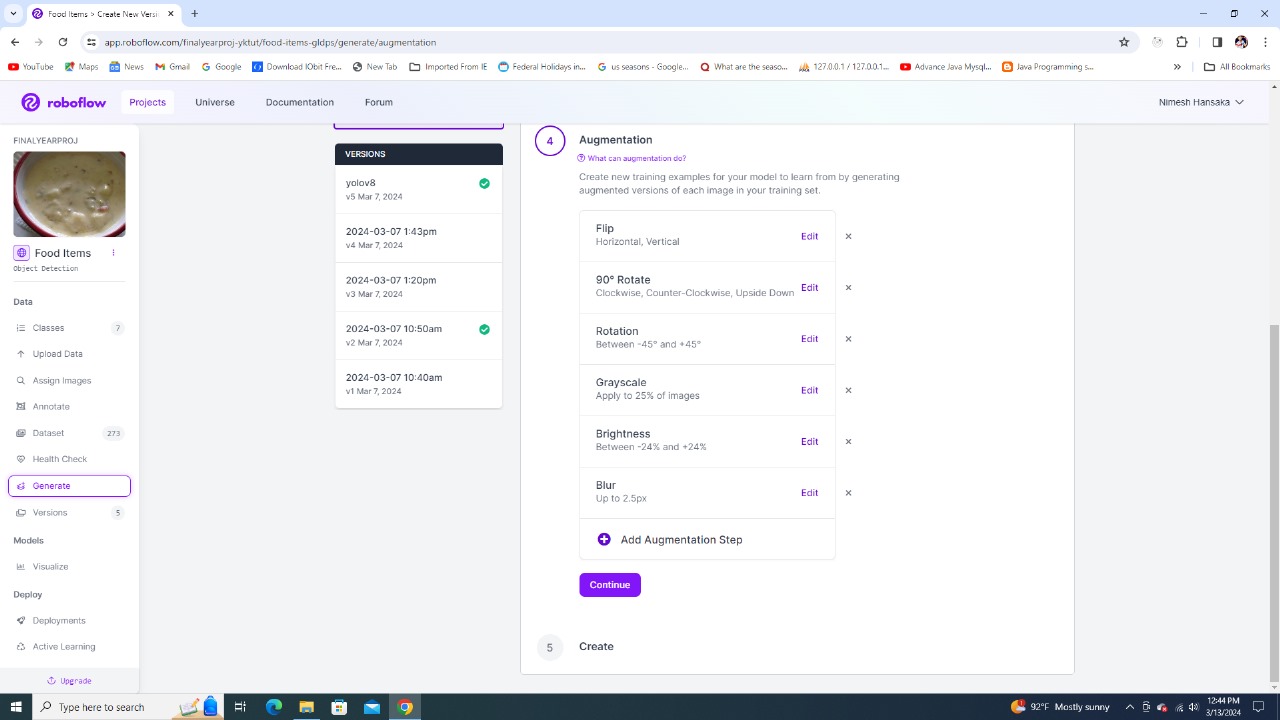 Food Items > Create New Versi
app.roboflow.com/finalyearproj-yktut/food-items-gldps/generate/augmentation
YouTube
Maps
News
Gmail
Google
Download IObit Fre...
New Tab
Imported From IE
Federal Holidays in...
us seasons - Google...
What are the seaso...
127.0.0.1 / 127.0.0.1...
Advance Java Mysql...
Java Programming s...
All Bookmarks
roboflow
Projects
Universe
Documentation
Forum
Nimesh Hansaka
FINALYEARPROJ
Food Items
Object Detection
Data
Classes 7
Upload Data
Assign Images
Annotate
Dataset 273
Health Check
Generate
Versions 5
Models
Visualize
Deploy
Deployments
Active Learning
Upgrade
VERSIONS
yolov8
v5 Mar 7, 2024
2024-03-07 1:43pm
v4 Mar 7, 2024
2024-03-07 1:20pm
v3 Mar 7, 2024
2024-03-07 10:50am
v2 Mar 7, 2024
2024-03-07 10:40am
v1 Mar 7, 2024
4 Augmentation
What can augmentation do?
Create new training examples for your model to learn from by generating
augmented versions of each image in your training set.
Flip
Horizontal, Vertical
Edit
90° Rotate
Clockwise, Counter-Clockwise, Upside Down
Edit
Rotation
Between -45° and +45°
Edit
Grayscale
Apply to 25% of images
Edit
Brightness
Between -24% and +24%
Edit
Blur
Up to 2.5px
Edit
Add Augmentation Step
Continue
5 Create
Type here to search
92°F Mostly sunny
12:44 PM
3/13/2024